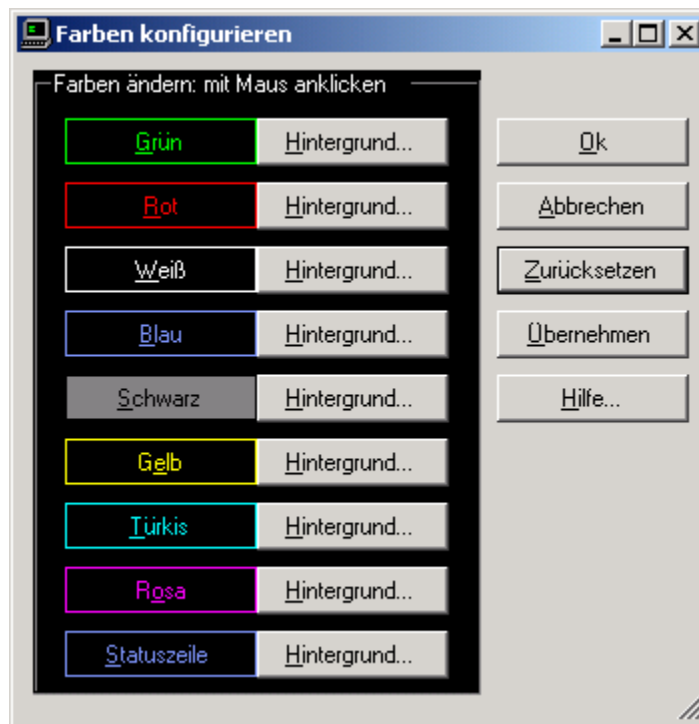 Farben konfigurieren
Farben ändern: mit Maus anklicken
Grün Hintergrund... Ok
Rot Hintergrund... Abbrechen
Weiß Hintergrund... Zurücksetzen
Blau Hintergrund... Übernehmen
Schwarz Hintergrund... Hilfe...
Gelb Hintergrund...
Türkis Hintergrund...
Rosa Hintergrund...
Statuszeile Hintergrund...